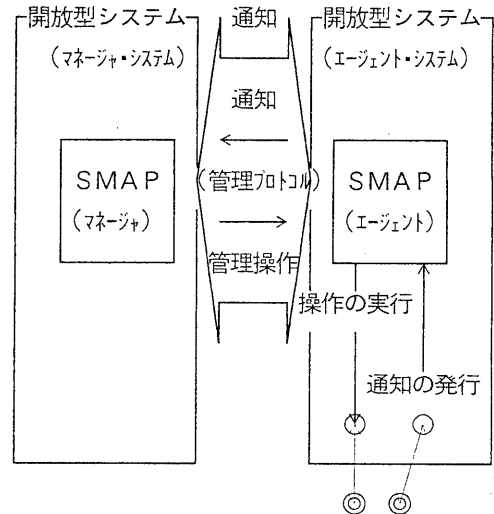 開放型システム
(マネージャ・システム)
通知
開放型システム
(エージェント・システム)
通知
SMAP
(マネージャ)
(管理プロトコル)
SMAP
(エージェント)
管理操作
操作の実行
通知の発行